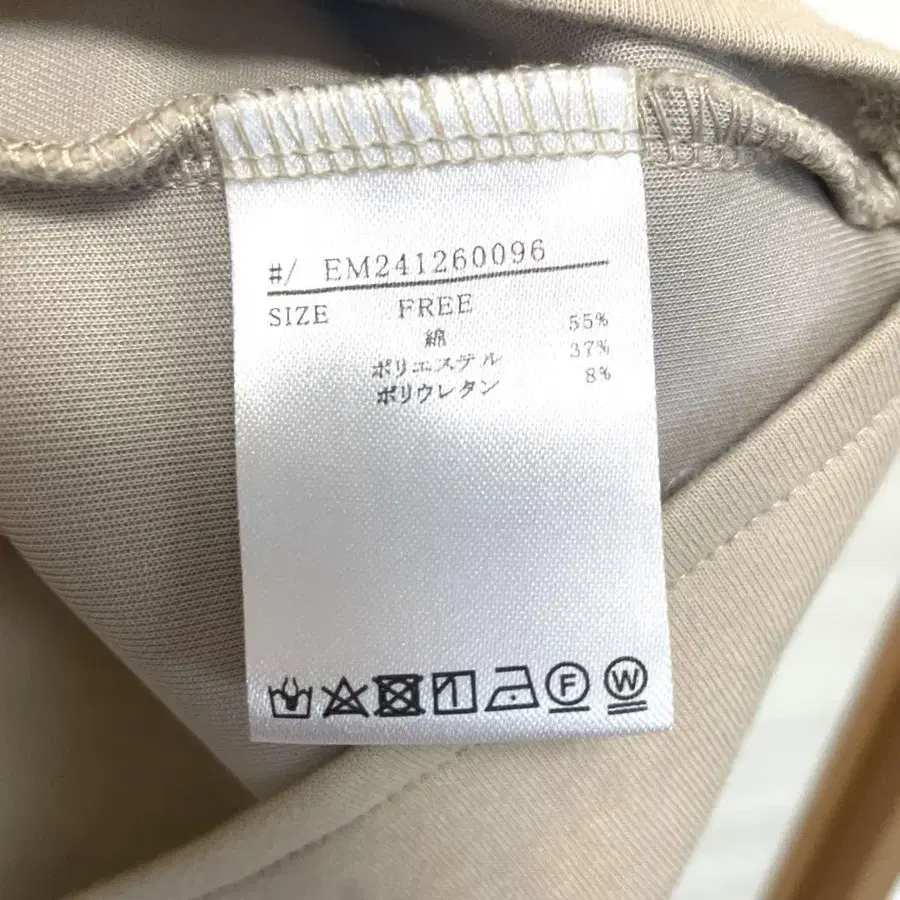 #/ EM241260096
SIZE FREE
綿 55%
ポリエステル 37%
ポリウレタン 8%
F W